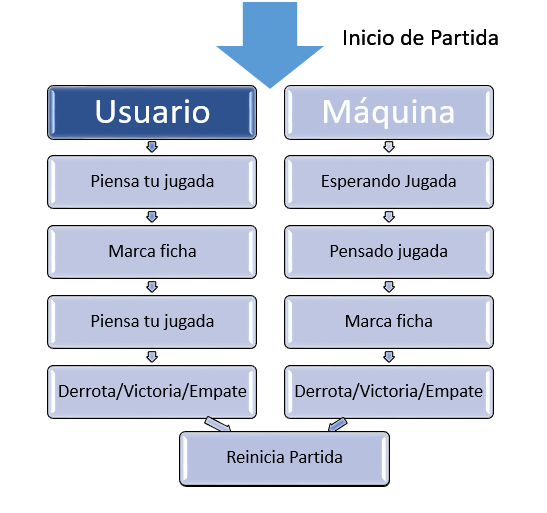 Inicio de Partida
Usuario
Máquina
Piensa tu jugada
Esperando Jugada
Marca ficha
Pensado jugada
Piensa tu jugada
Marca ficha
Derrota/Victoria/Empate
Derrota/Victoria/Empate
Reinicia Partida